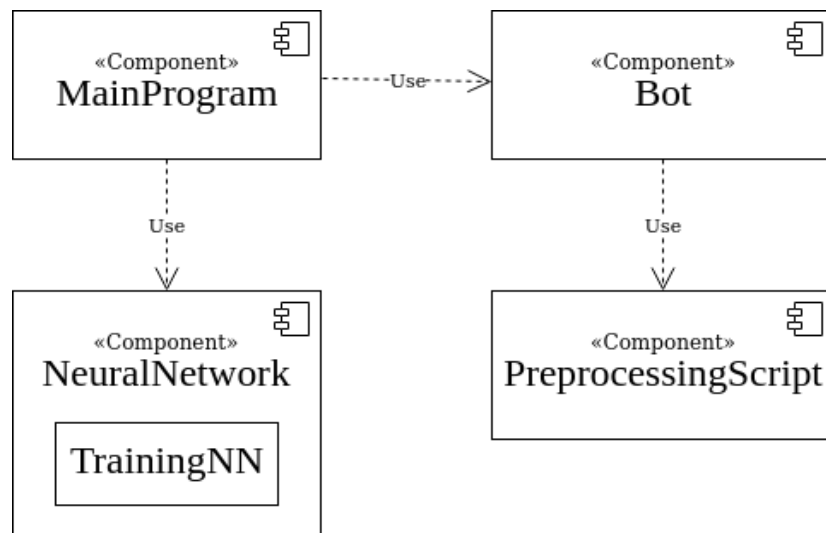 «Component»
MainProgram
Use
«Component»
Bot
Use
Use
«Component»
NeuralNetwork
TrainingNN
«Component»
PreprocessingScript